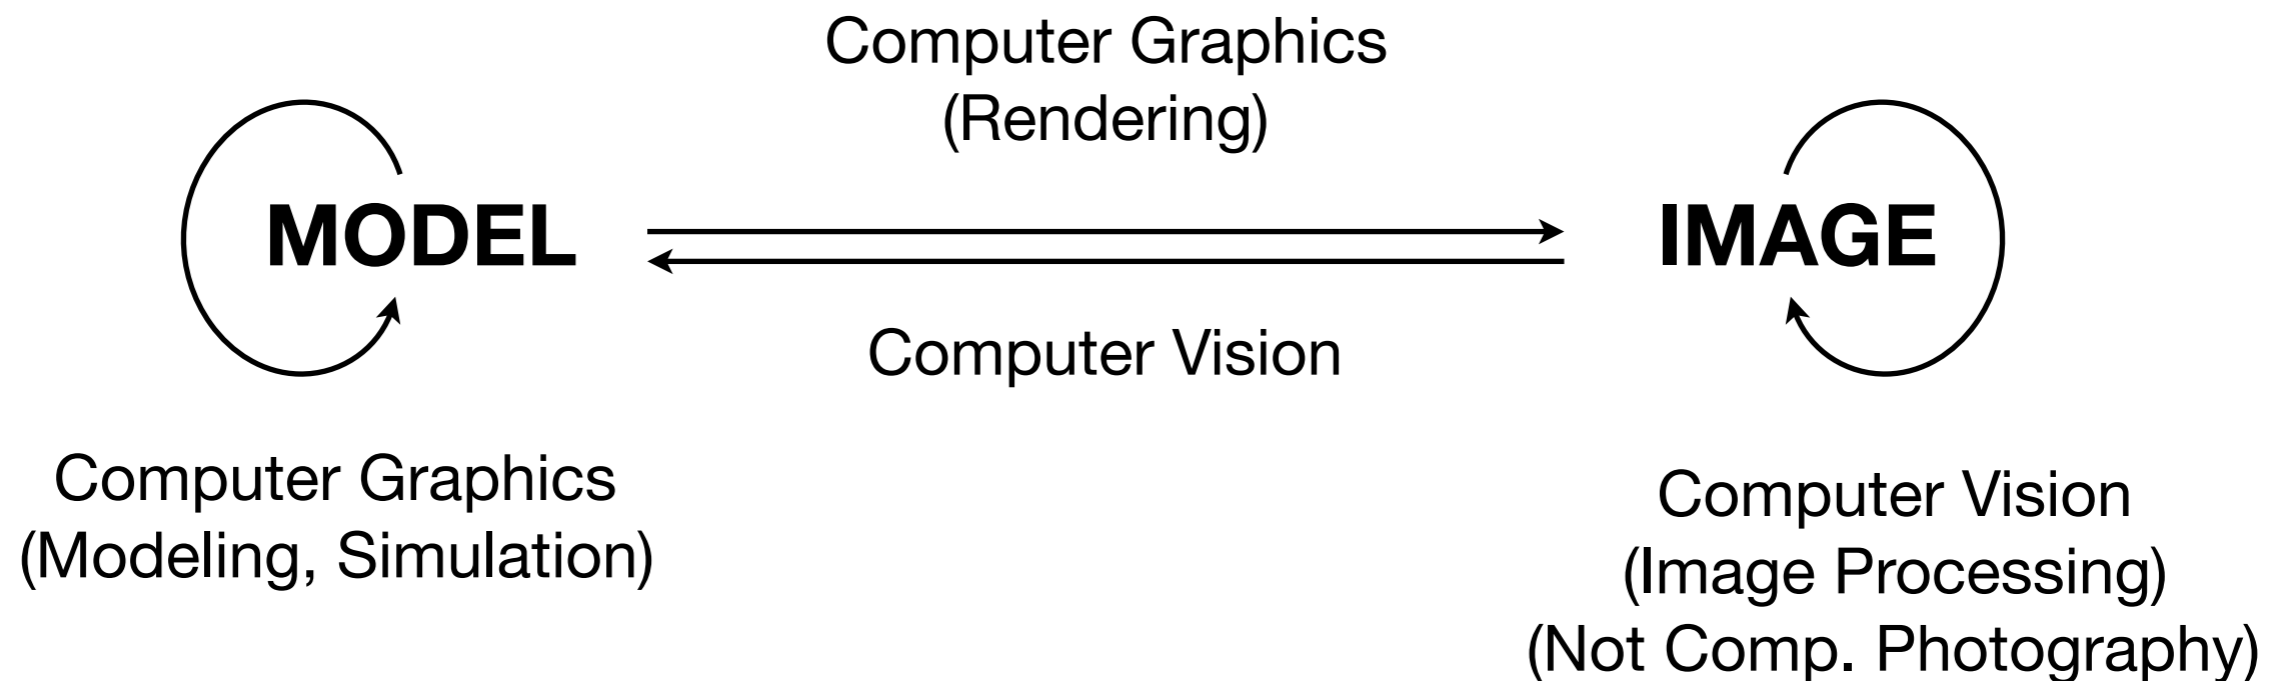 Computer Graphics
(Rendering)
MODEL
IMAGE
Computer Vision
Computer Graphics
(Modeling, Simulation)
Computer Vision
(Image Processing)
(Not Comp. Photography)